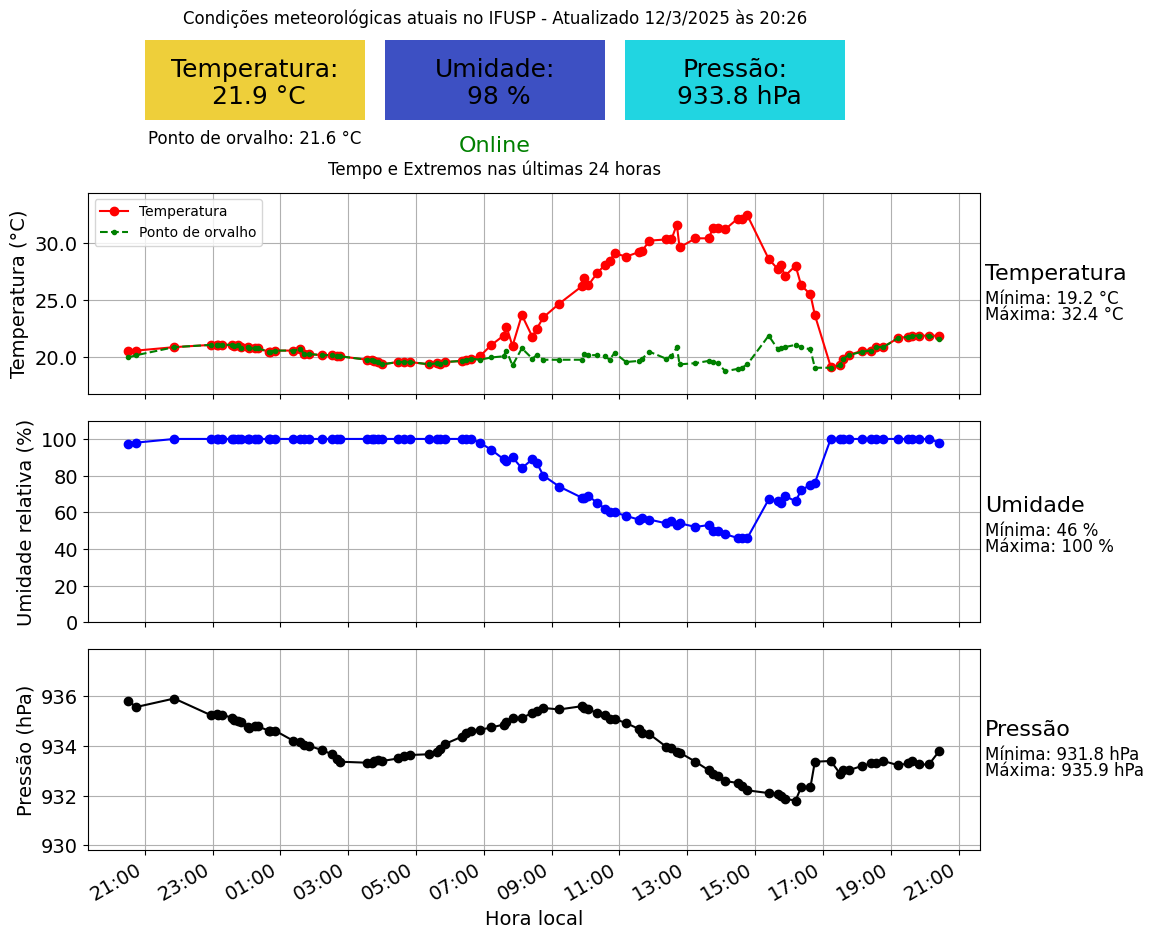 Condições meteorológicas atuais no IFUSP - Atualizado 12/3/2025 às 20:26
Temperatura:
21.9 °C
Umidade:
98 %
Pressão:
933.8 hPa
Ponto de orvalho: 21.6 °C
Online
Tempo e Extremos nas últimas 24 horas
Temperatura (°C)
30.0
25.0
20.0
Temperatura
Ponto de orvalho
Temperatura
Mínima: 19.2 °C
Máxima: 32.4 °C
Umidade relativa (%)
100
80
60
40
20
0
Umidade
Mínima: 46 %
Máxima: 100 %
Pressão (hPa)
936
934
932
930
Pressão
Mínima: 931.8 hPa
Máxima: 935.9 hPa
21:00 23:00 01:00 03:00 05:00 07:00 09:00 11:00 13:00 15:00 17:00 19:00 21:00
Hora local